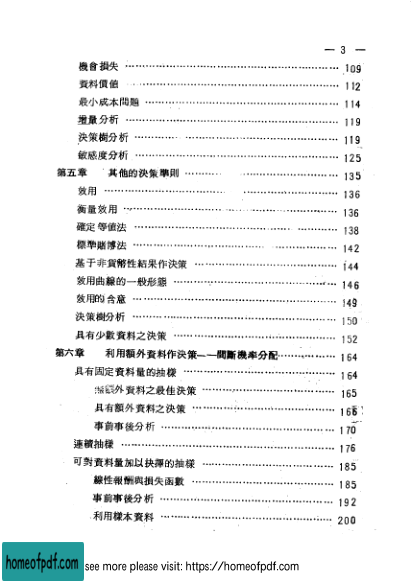 — 3 —
機會損失 …… 109
資料價值 …… 112
最小成本問題 …… 114
增量分析 …… 119
決策樹分析 …… 119
敏感度分析 …… 125
第五章 其他的決策準則 …… 135
效用 …… 136
衡量效用 …… 136
確定等值法 …… 138
標準賭博法 …… 142
基于非貨幣性結果作決策 …… 144
效用曲線的一般形態 …… 146
效用的含意 …… 149
決策樹分析 …… 150
具有少數資料之決策 …… 152
第六章 利用額外資料作決策——間斷機率分配 …… 164
具有固定資料量的抽樣 …… 164
額外資料之最佳決策 …… 165
具有額外資料之決策 …… 166
事前事後分析 …… 170
連續抽樣 …… 176
可對資料量加以抉擇的抽樣 …… 185
線性報酬與損失函數 …… 185
事前事後分析 …… 192
利用樣本資料 …… 200
homeofpdf.com see more please visit: https://homeofpdf.com